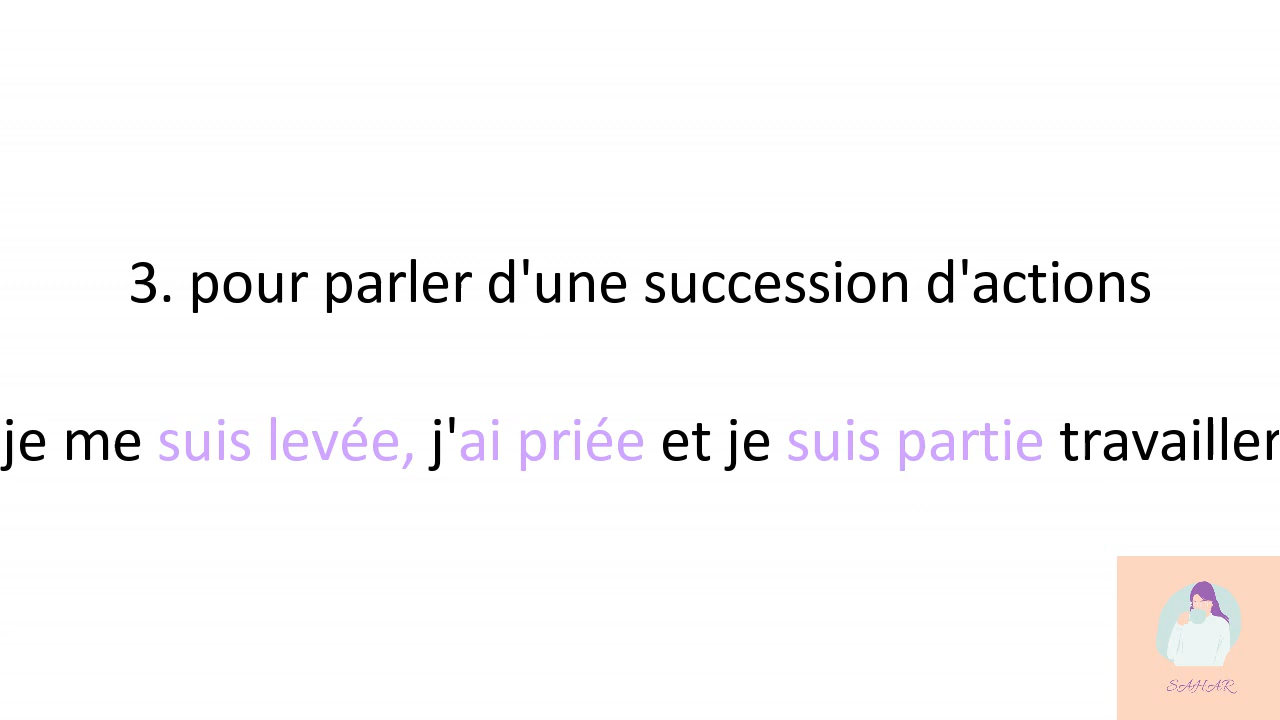 3. pour parler d'une succession d'actions
je me suis levée, j'ai priée et je suis partie travailler
SAHAR